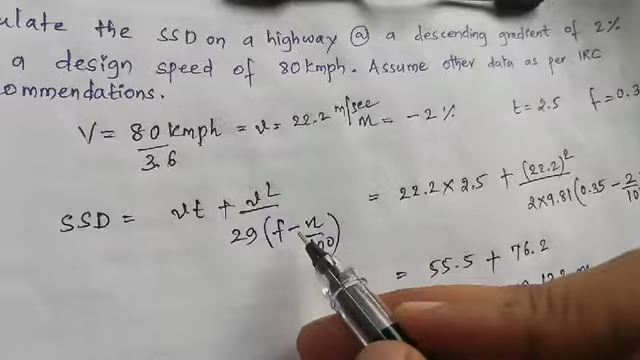 the SSD on a highway @ a descending gradient of 2%
a design speed of 80kmph. Assume other data as per IRC
V = 80 kmph = v = 22.2 m/sec n = -2% t = 2.5 f = 0.3
3.6
SSD = vt + v² / 2g (f - n/100) = 22.2 × 2.5 + (22.2)² / 2×9.81 (0.35 - 2/10
= 55.5 + 76.2